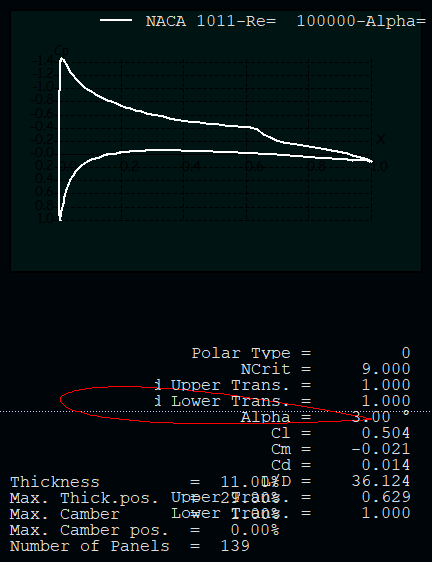 NACA 1011-Re=  100000-Alpha=
Cp
-1.4
-1.2
-1.0
-0.8
-0.6
-0.4
-0.2
-0.0
X
0.2 0.4 0.6 0.8 1.0
0.2
0.4
0.6
0.8
1.0
Polar Type = 0
NCrit = 9.000
d Upper Trans. = 1.000
d Lower Trans. = 1.000
Alpha = 3.00 °
Cl = 0.504
Cm = -0.021
Cd = 0.014
L/D = 36.124
Upper Trans. = 0.629
Lower Trans. = 1.000
Thickness = 11.00%
Max. Thick.pos. = 29.00%
Max. Camber = 1.00%
Max. Camber pos. = 0.00%
Number of Panels = 139